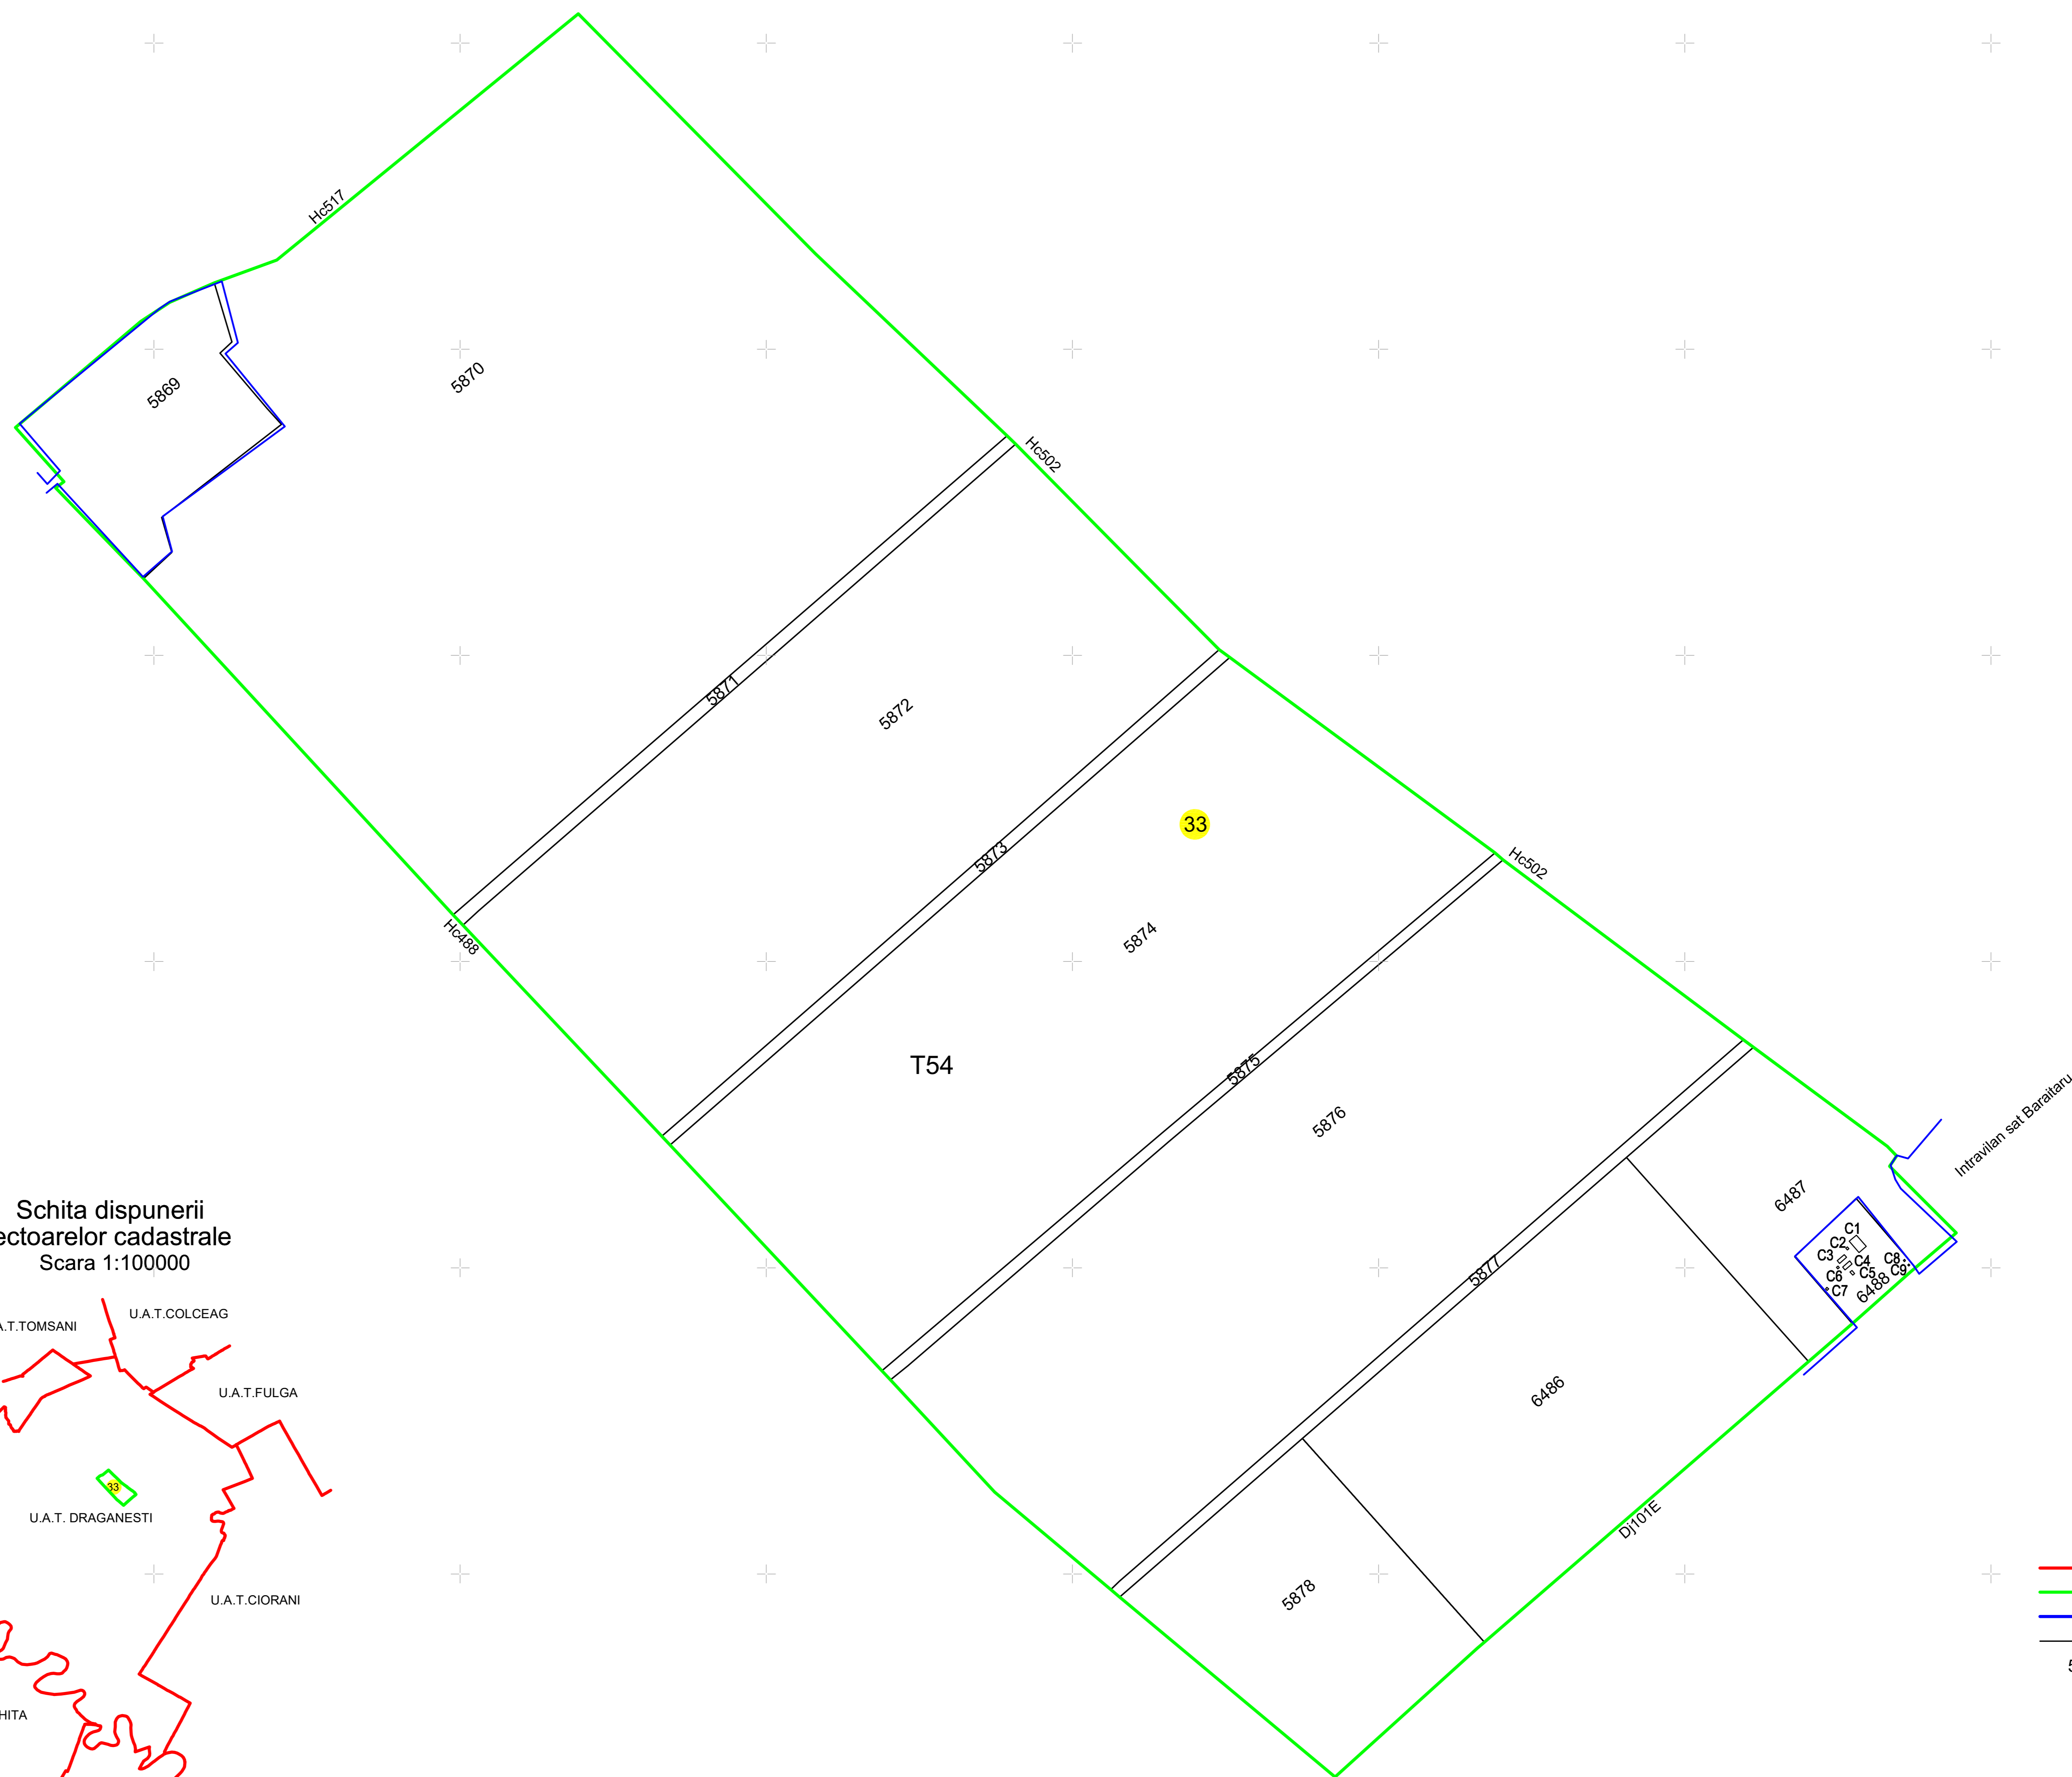 Hc517
5869
5870
Hc502
5871
5872
33
5873
Hc502
Hc488
5874
T54
5875
5876
Intravilan sat Baraitaru
6487
C1
C2
C3
C4
C8
C9
C5
C6
C7
6488
5877
6486
Dj101E
5878
Schita dispunerii
ectoarelor cadastrale
Scara 1:100000
U.A.T.COLCEAG
A.T.TOMSANI
U.A.T.FULGA
33
U.A.T. DRAGANESTI
U.A.T.CIORANI
HITA